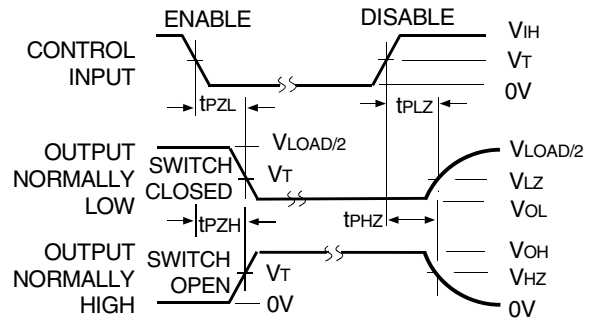 ENABLE DISABLE
CONTROL INPUT VIH
VT
0V
tPZL tPLZ
OUTPUT NORMALLY LOW
SWITCH CLOSED
VLOAD/2 VLOAD/2
VT VLZ
VOL
tPZH tPHZ
OUTPUT NORMALLY HIGH
SWITCH OPEN
VOH
VT VHZ
0V 0V